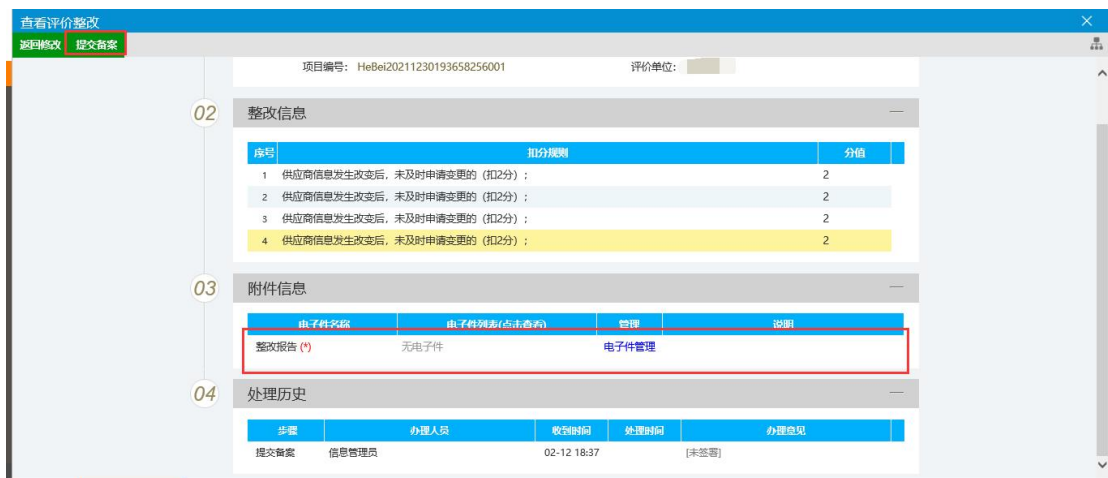 查看评价整改
返回修改 提交备案
项目编号： HeBei20211230193658256001 评价单位：
02 整改信息
序号 扣分规则 分值
1 供应商信息发生改变后，未及时申请变更的（扣2分）； 2
2 供应商信息发生改变后，未及时申请变更的（扣2分）； 2
3 供应商信息发生改变后，未及时申请变更的（扣2分）； 2
4 供应商信息发生改变后，未及时申请变更的（扣2分）； 2
03 附件信息
电子件名称 电子件列表(点击查看) 管理 说明
整改报告 (*) 无电子件 电子件管理
04 处理历史
步骤 办理人员 收到时间 处理时间 办理意见
提交备案 信息管理员 02-12 18:37 [未签署]